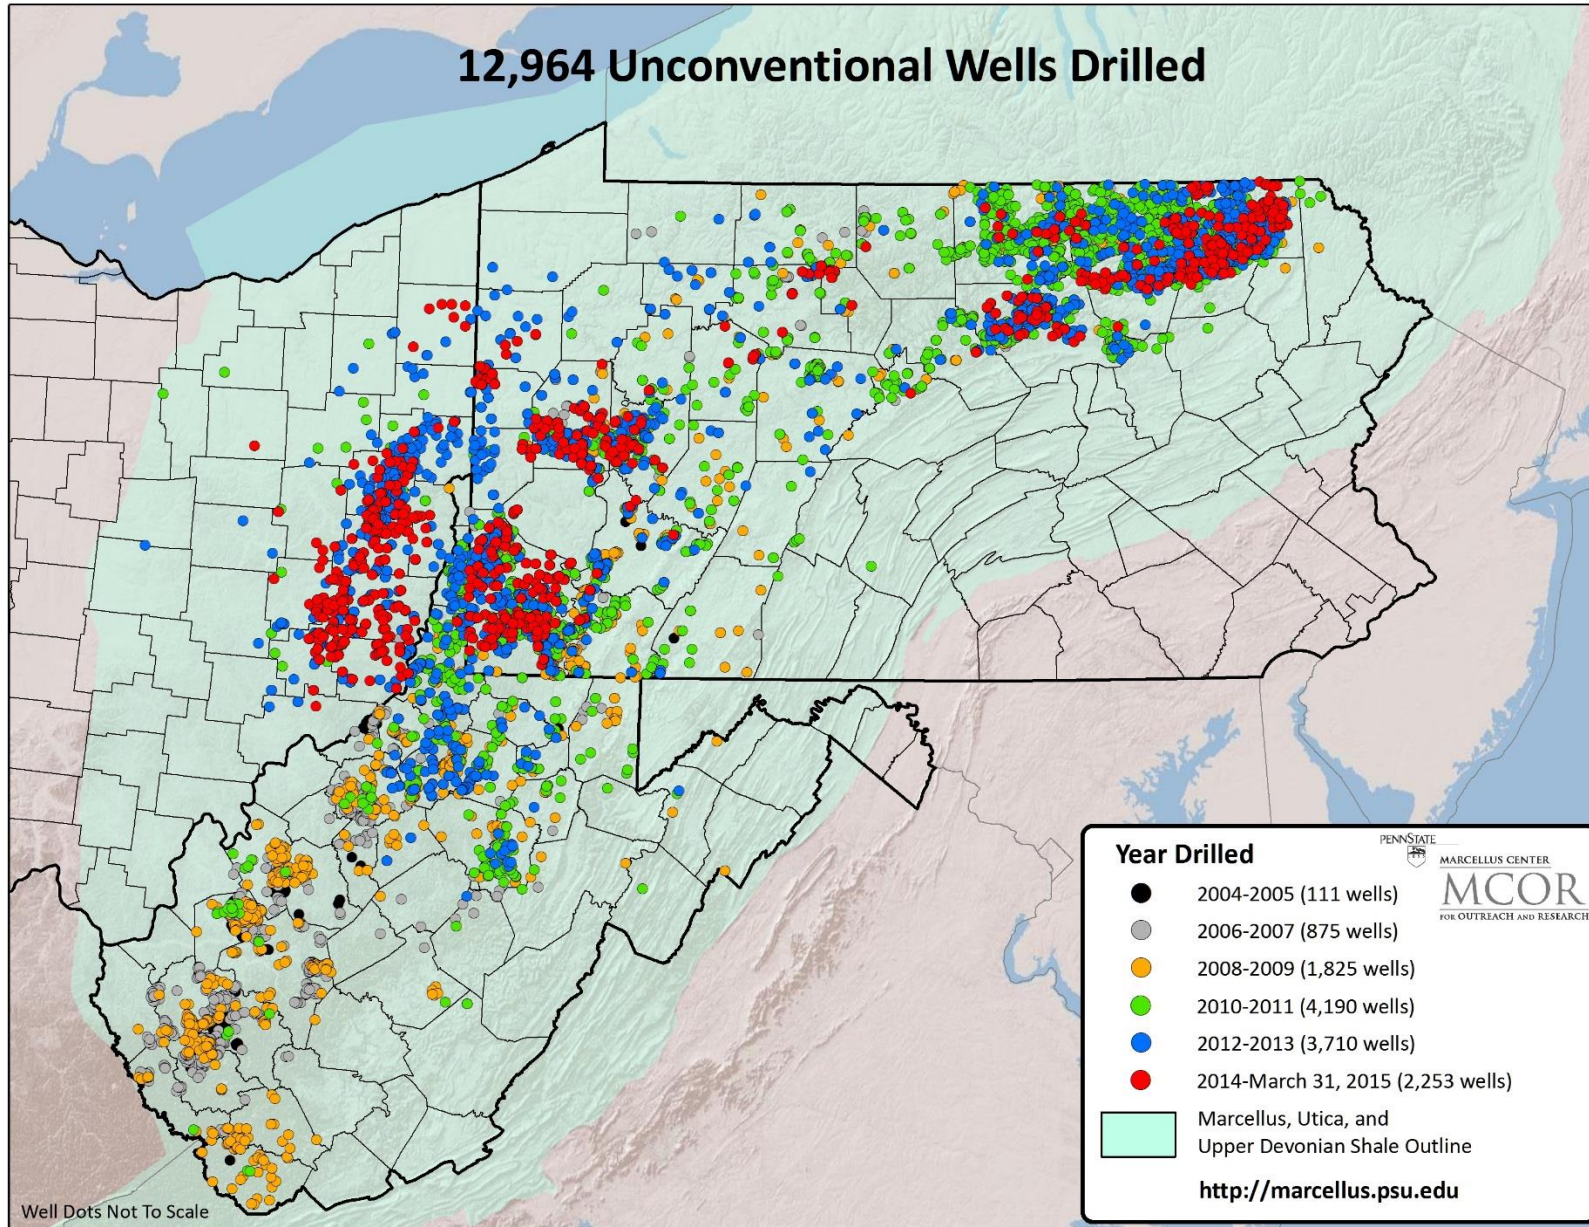 12,964 Unconventional Wells Drilled
Year Drilled
PENNSTATE
MARCELLUS CENTER
MCOR
FOR OUTREACH AND RESEARCH
2004-2005 (111 wells)
2006-2007 (875 wells)
2008-2009 (1,825 wells)
2010-2011 (4,190 wells)
2012-2013 (3,710 wells)
2014-March 31, 2015 (2,253 wells)
Marcellus, Utica, and
Upper Devonian Shale Outline
http://marcellus.psu.edu
Well Dots Not To Scale